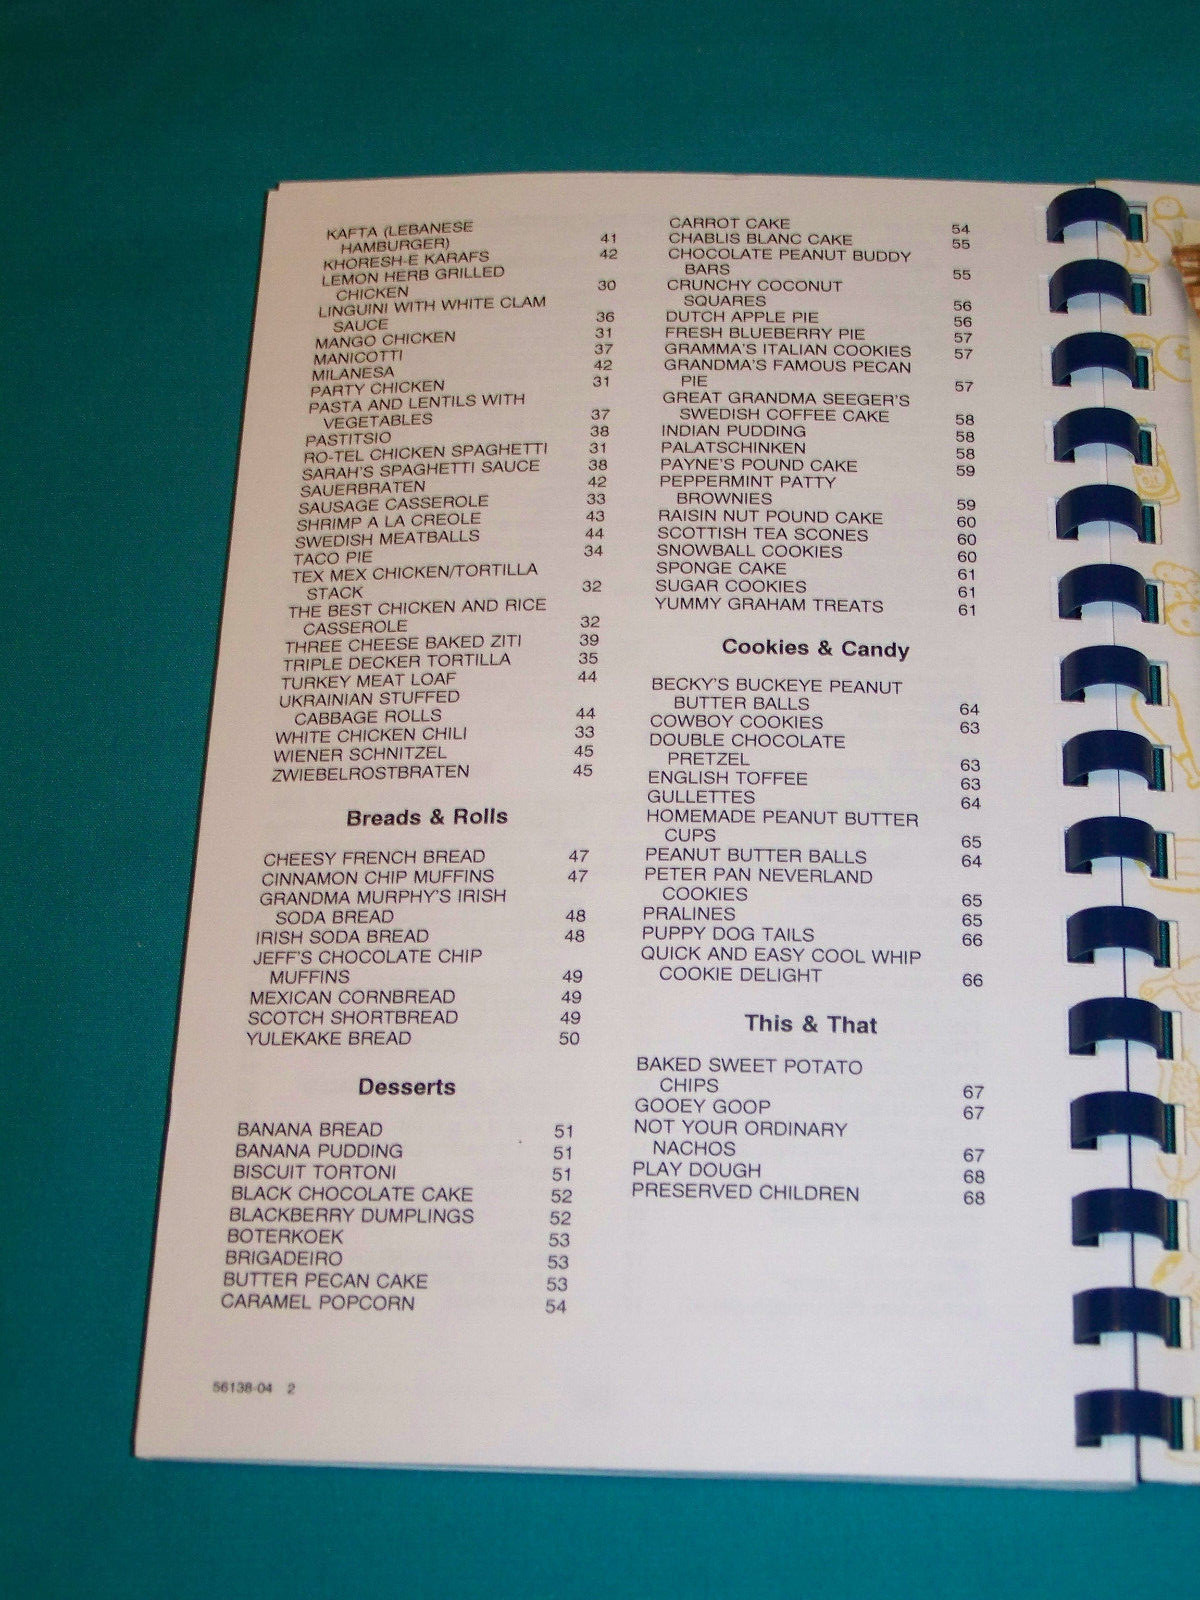 KAFTA (LEBANESE
HAMBURGER) 41
KHORESH-E KARAFS 42
LEMON HERB GRILLED
CHICKEN 30
LINGUINI WITH WHITE CLAM
SAUCE 36
MANGO CHICKEN 31
MANICOTTI 37
MILANESA 42
PARTY CHICKEN 31
PASTA AND LENTILS WITH
VEGETABLES 37
PASTITSIO 38
RO-TEL CHICKEN SPAGHETTI 31
SARAH'S SPAGHETTI SAUCE 38
SAUERBRATEN 42
SAUSAGE CASSEROLE 33
SHRIMP A LA CREOLE 43
SWEDISH MEATBALLS 44
TACO PIE 34
TEX MEX CHICKEN/TORTILLA
STACK 32
THE BEST CHICKEN AND RICE
CASSEROLE 32
THREE CHEESE BAKED ZITI 39
TRIPLE DECKER TORTILLA 35
TURKEY MEAT LOAF 44
UKRAINIAN STUFFED
CABBAGE ROLLS 44
WHITE CHICKEN CHILI 33
WIENER SCHNITZEL 45
ZWIEBELROSTBRATEN 45
Breads & Rolls
CHEESY FRENCH BREAD 47
CINNAMON CHIP MUFFINS 47
GRANDMA MURPHY'S IRISH
SODA BREAD 48
IRISH SODA BREAD 48
JEFF'S CHOCOLATE CHIP
MUFFINS 49
MEXICAN CORNBREAD 49
SCOTCH SHORTBREAD 49
YULEKAKE BREAD 50
Desserts
BANANA BREAD 51
BANANA PUDDING 51
BISCUIT TORTONI 51
BLACK CHOCOLATE CAKE 52
BLACKBERRY DUMPLINGS 52
BOTERKOEK 53
BRIGADEIRO 53
BUTTER PECAN CAKE 53
CARAMEL POPCORN 54
56138-04 2
CARROT CAKE 54
CHABLIS BLANC CAKE 55
CHOCOLATE PEANUT BUDDY
BARS 55
CRUNCHY COCONUT
SQUARES 56
DUTCH APPLE PIE 56
FRESH BLUEBERRY PIE 57
GRAMMA'S ITALIAN COOKIES 57
GRANDMA'S FAMOUS PECAN
PIE 57
GREAT GRANDMA SEEGER'S
SWEDISH COFFEE CAKE 58
INDIAN PUDDING 58
PALATSCHINKEN 58
PAYNE'S POUND CAKE 59
PEPPERMINT PATTY
BROWNIES 59
RAISIN NUT POUND CAKE 60
SCOTTISH TEA SCONES 60
SNOWBALL COOKIES 60
SPONGE CAKE 61
SUGAR COOKIES 61
YUMMY GRAHAM TREATS 61
Cookies & Candy
BECKY'S BUCKEYE PEANUT
BUTTER BALLS 64
COWBOY COOKIES 63
DOUBLE CHOCOLATE
PRETZEL 63
ENGLISH TOFFEE 63
GULLETTES 64
HOMEMADE PEANUT BUTTER
CUPS 65
PEANUT BUTTER BALLS 64
PETER PAN NEVERLAND
COOKIES 65
PRALINES 65
PUPPY DOG TAILS 66
QUICK AND EASY COOL WHIP
COOKIE DELIGHT 66
This & That
BAKED SWEET POTATO
CHIPS 67
GOOEY GOOP 67
NOT YOUR ORDINARY
NACHOS 67
PLAY DOUGH 68
PRESERVED CHILDREN 68